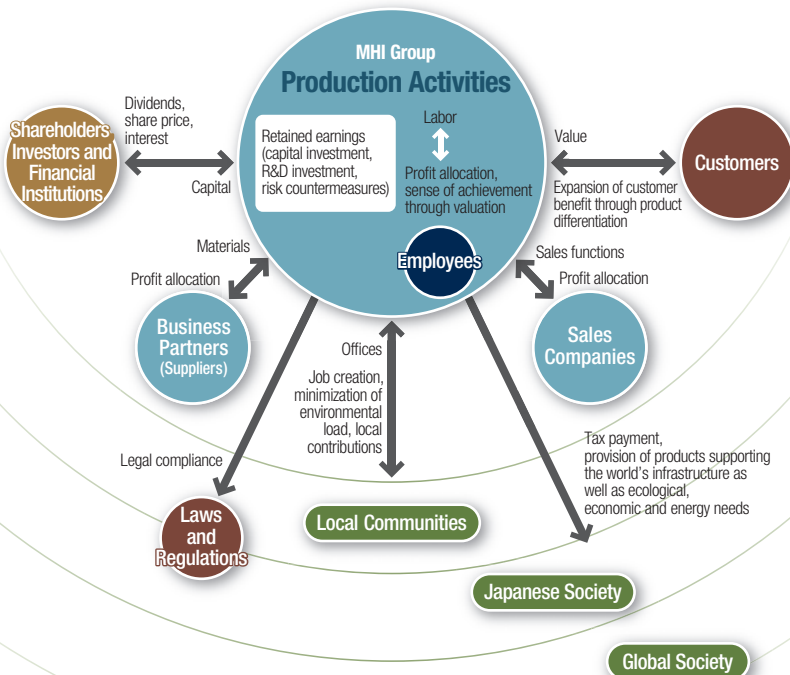 MHI Group
Production Activities
Dividends,
share price,
interest
Shareholders
Investors and
Financial
Institutions
Capital
Retained earnings
(capital investment,
R&D investment,
risk countermeasures)
Labor
Profit allocation,
sense of achievement
through valuation
Employees
Value
Customers
Expansion of customer
benefit through product
differentiation
Materials
Profit allocation
Business
Partners
(Suppliers)
Sales functions
Profit allocation
Sales
Companies
Offices
Job creation,
minimization of
environmental
load, local
contributions
Legal compliance
Laws
and
Regulations
Local Communities
Tax payment,
provision of products supporting
the world's infrastructure as
well as ecological,
economic and energy needs
Japanese Society
Global Society